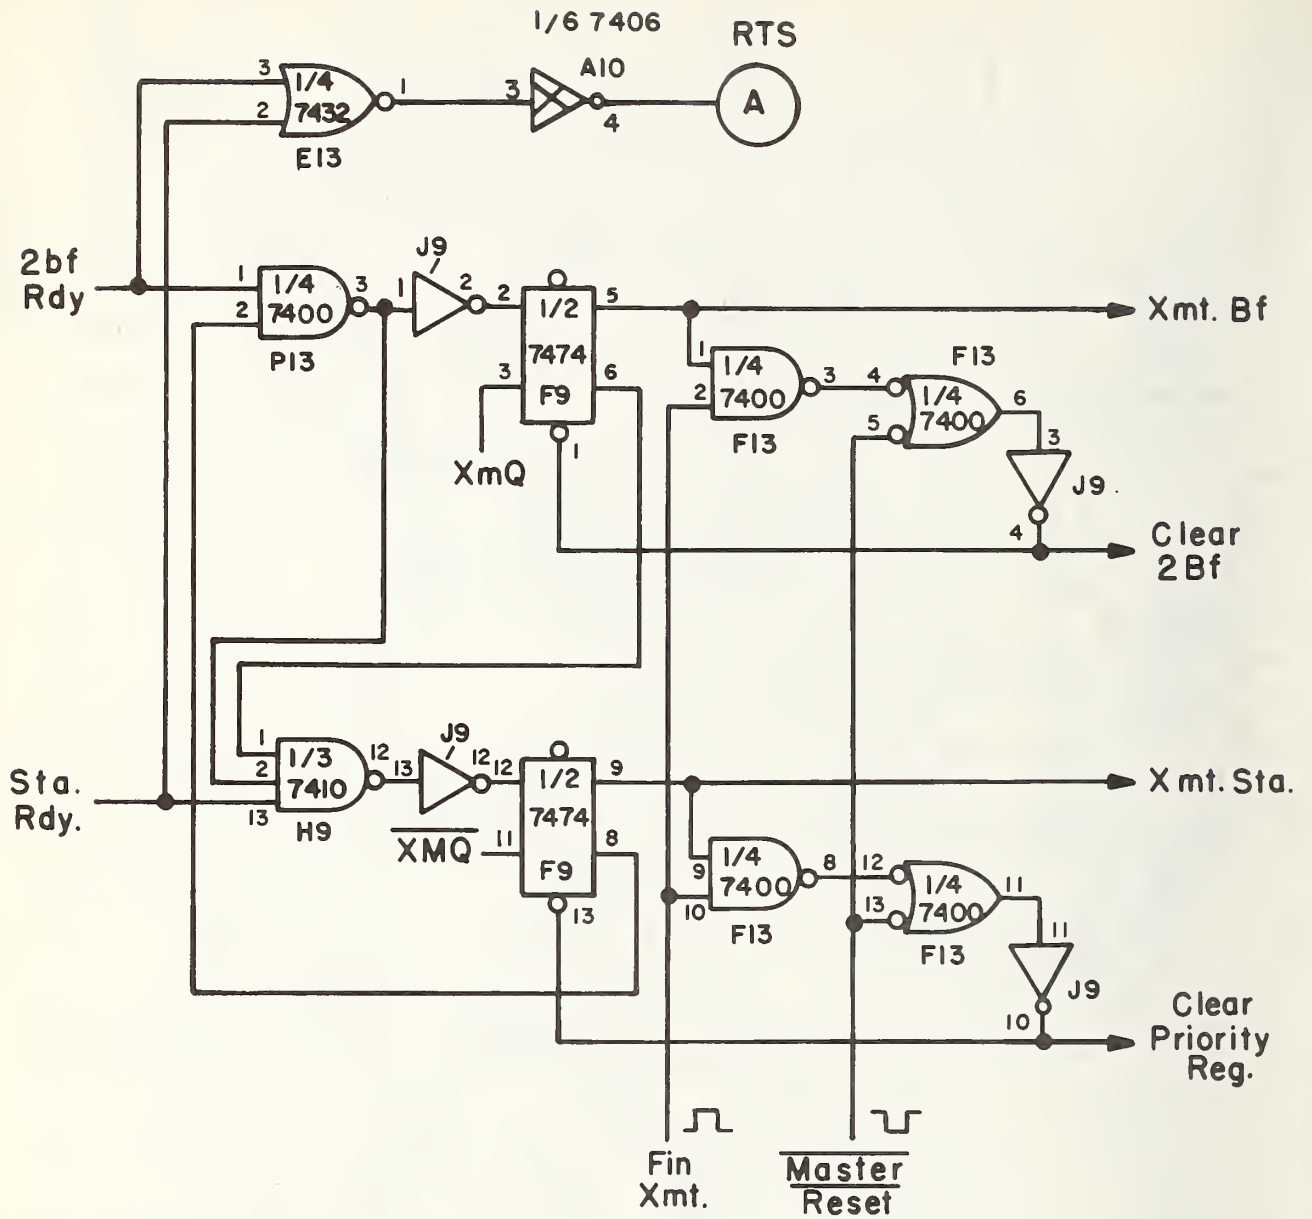 1/6 7406
RTS
A10
A
3
1/4
1
2
7432
3
4
E13
2bf
Rdy
1
1/4
3
2
7400
P13
J9
1
2
2
1/2
5
7474
3
6
F9
1
XmQ
Xmt. Bf
1
1/4
3
2
7400
F13
F13
4
1/4
6
5
7400
3
J9
4
Clear
2Bf
Sta.
Rdy.
1
1/3
12
2
7410
13
H9
J9
13
12
12
1/2
9
7474
XMQ
11
8
F9
13
Xmt. Sta.
1/4
9
8
7400
10
F13
12
1/4
11
13
7400
F13
11
J9
10
Clear
Priority
Reg.
Fin
Xmt.
Master
Reset